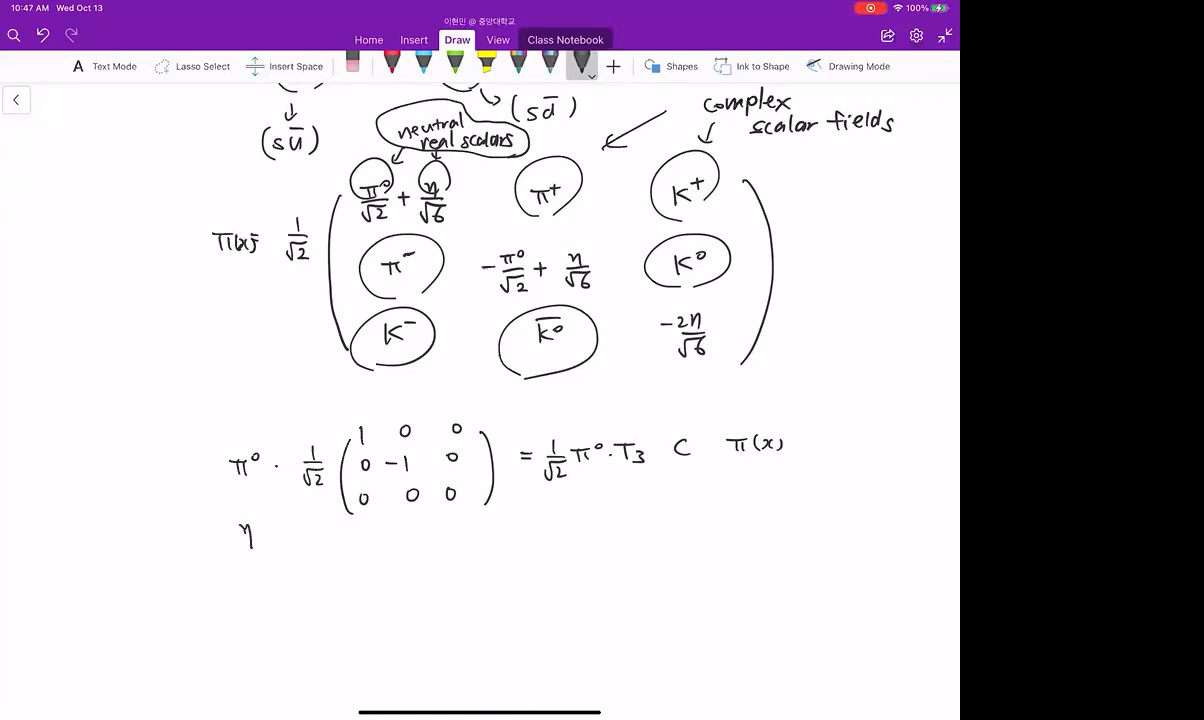 10:47 AM Wed Oct 13
100%
이현민 @ 중앙대학교
Home Insert Draw View Class Notebook
A Text Mode Lasso Select Insert Space Shapes Ink to Shape Drawing Mode
(sū) (sd̄) complex
scalar fields
neutral
real scalars
π(x)= 1/√2 ( π⁰/√2 + η/√6 π⁺ K⁺
π⁻ -π⁰/√2 + η/√6 K⁰
K⁻ K̄⁰ -2η/√6 )
π⁰ · 1/√2 ( 1 0 0
0 -1 0
0 0 0 ) = 1/√2 π⁰ · T₃ ⊂ π(x)
η